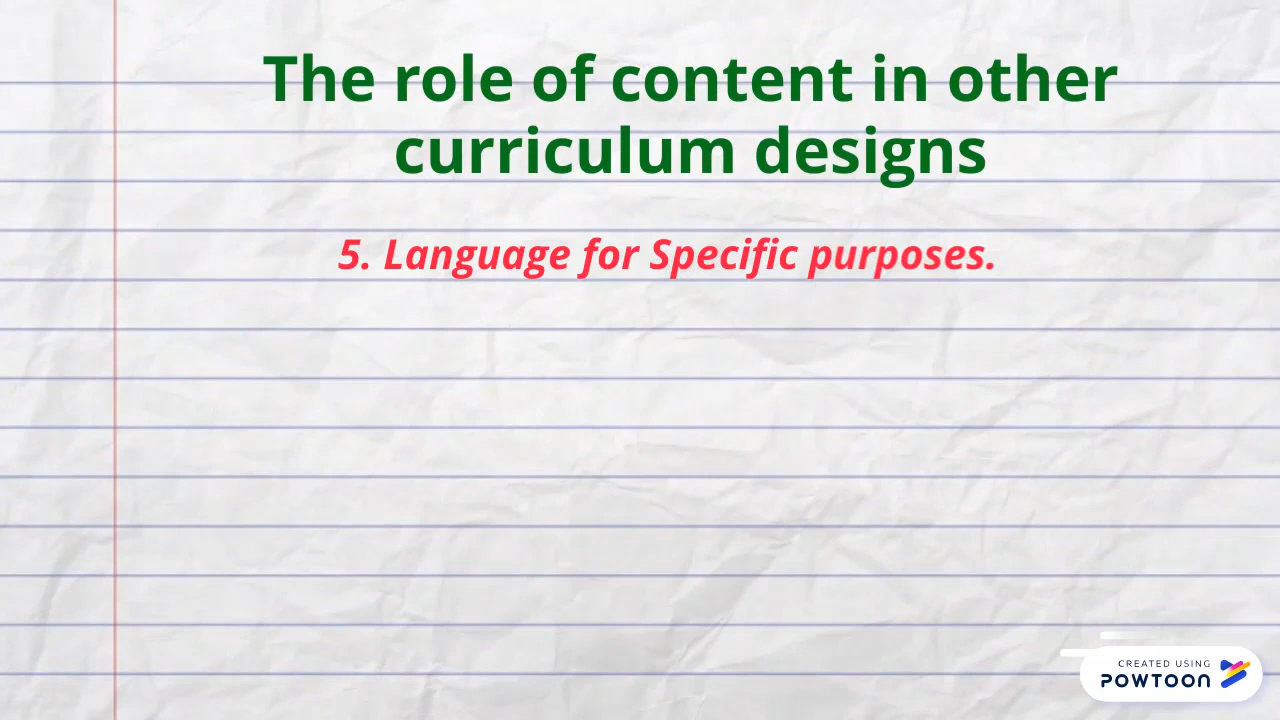 The role of content in other
curriculum designs
5. Language for Specific purposes.
CREATED USING
POWTOON